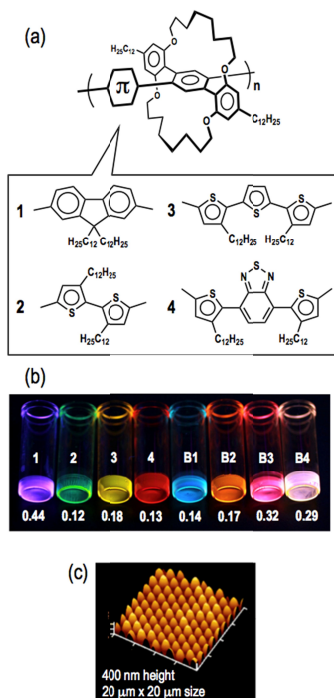 (a)
H25C12
O
O
π
n
O
O
C12H25
1
H25C12 C12H25
3
S
S
S
C12H25 H25C12
2
C12H25
S
S
H25C12
4
S
N N
S
S
C12H25 H25C12
(b)
1 2 3 4 B1 B2 B3 B4
0.44 0.12 0.18 0.13 0.14 0.17 0.32 0.29
(c)
400 nm height
20 μm x 20 μm size